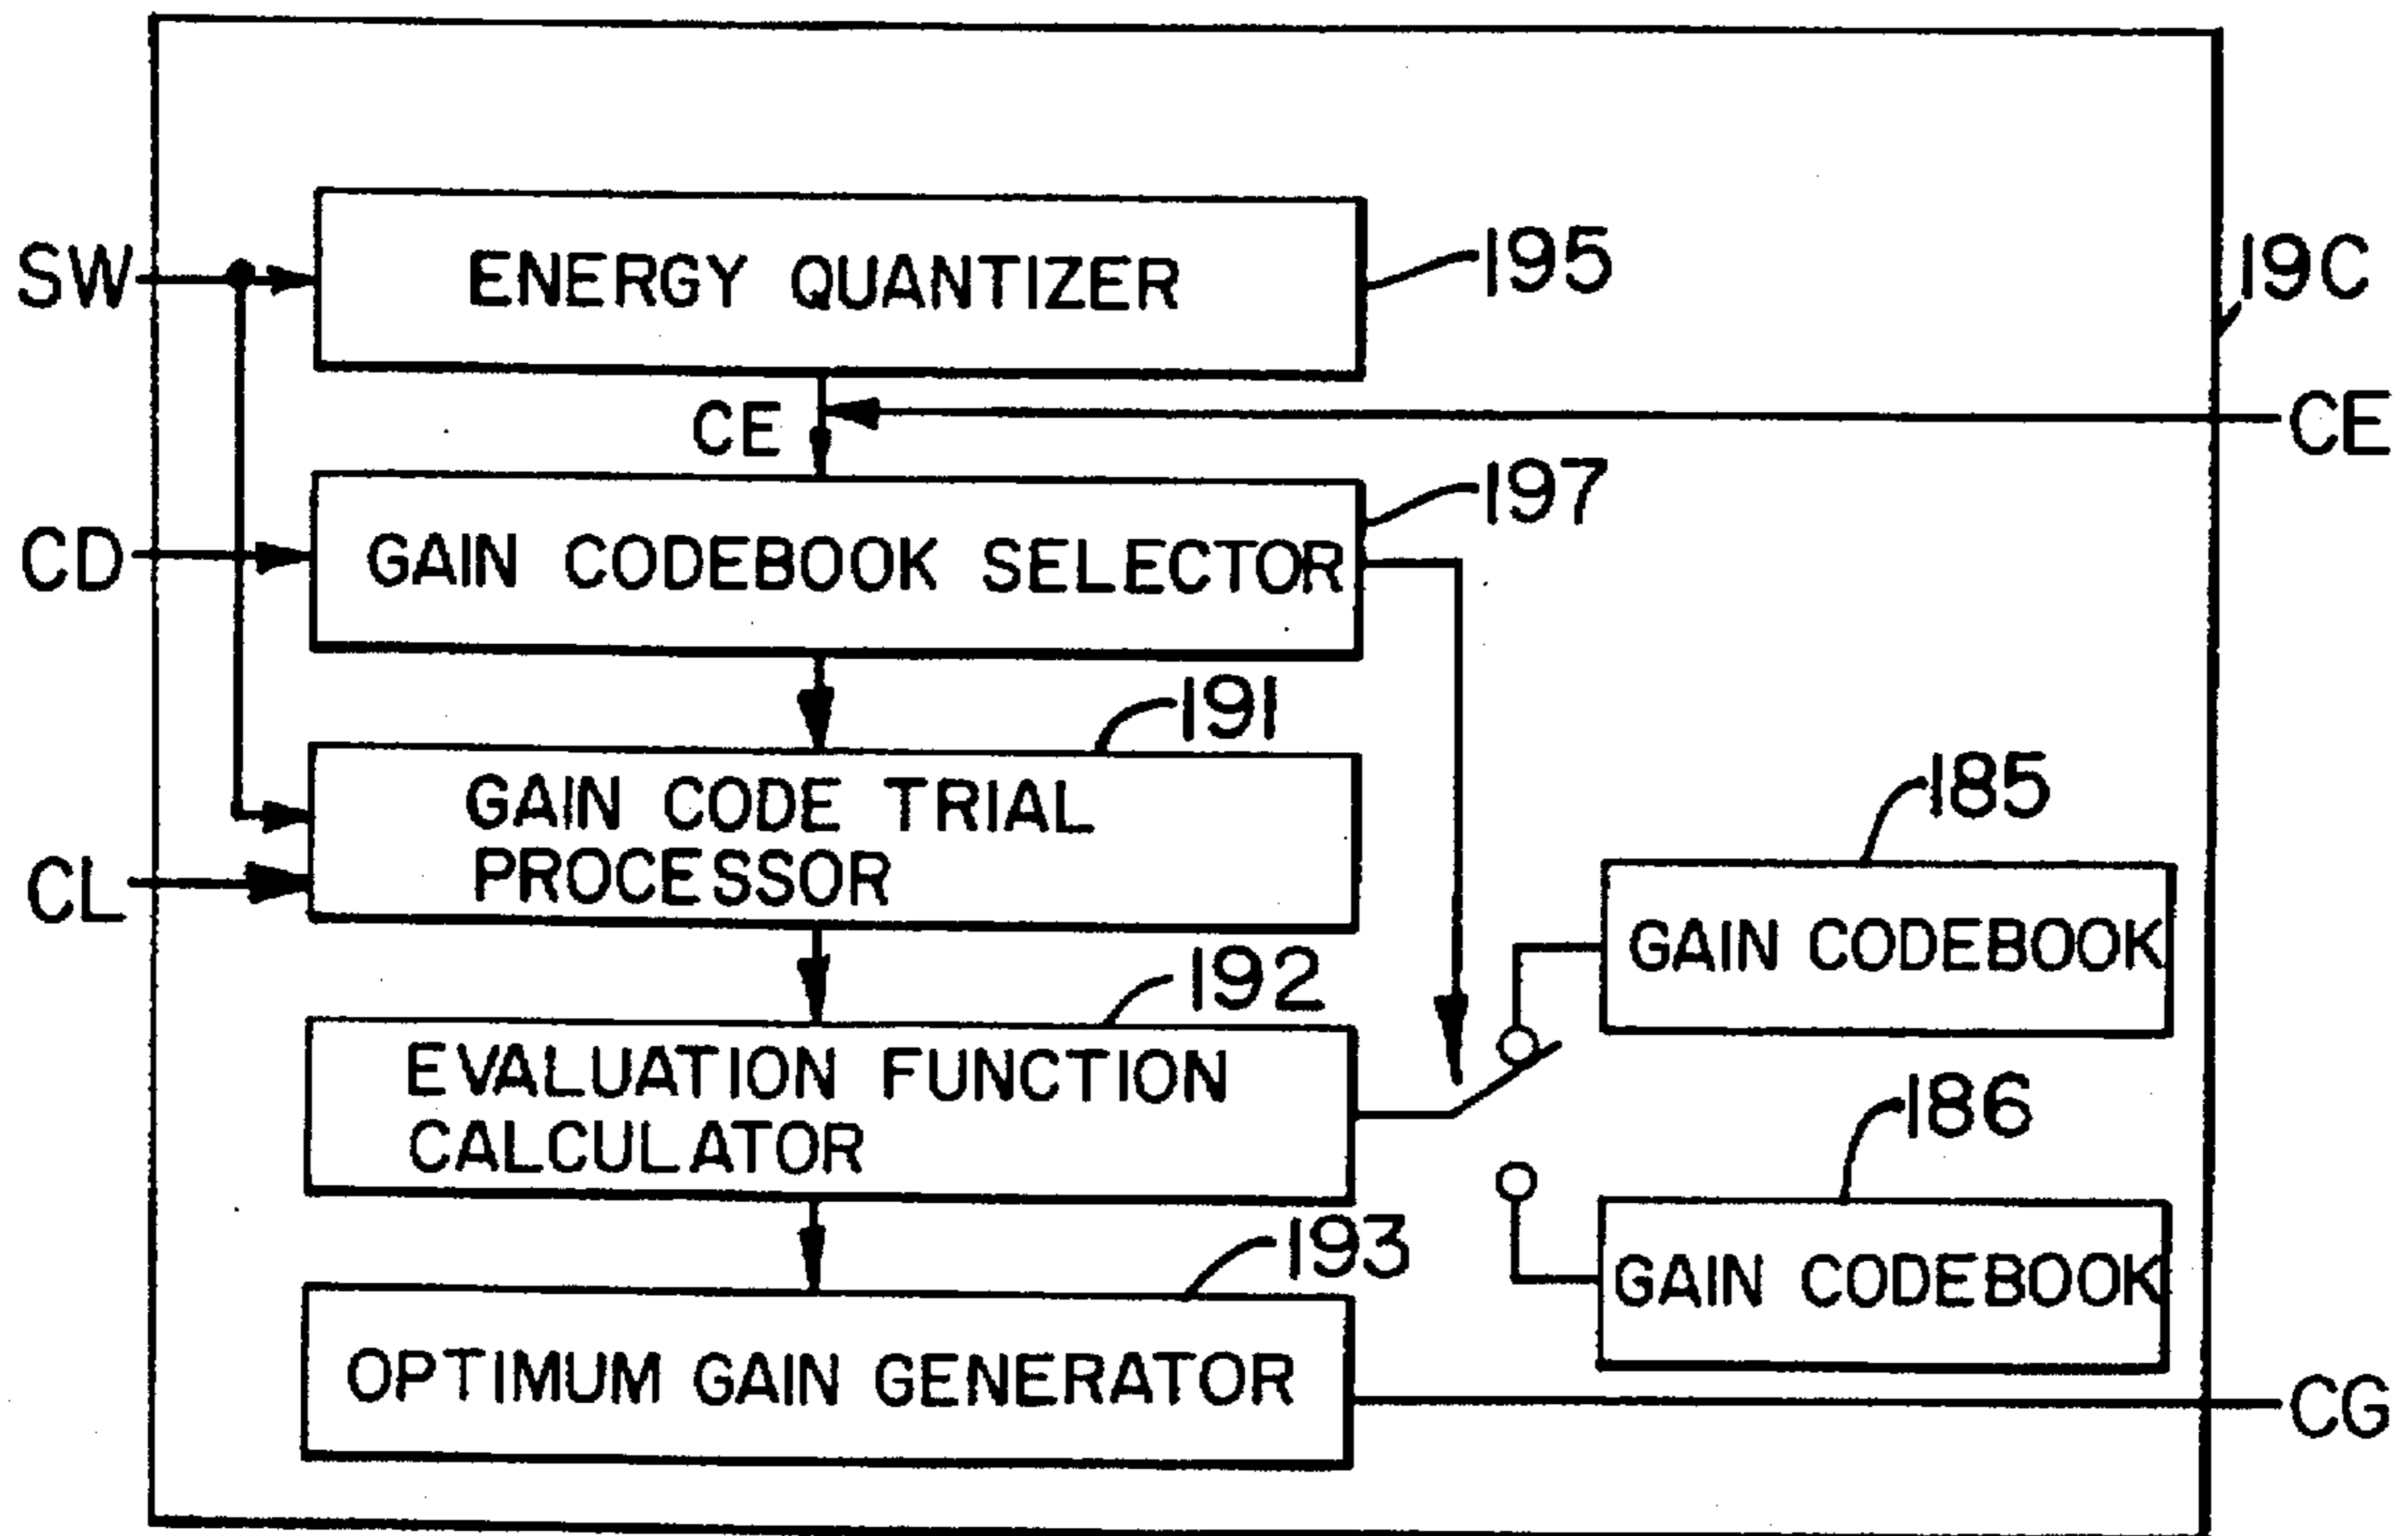 SW
ENERGY QUANTIZER
195
19C
CE
CE
CD
GAIN CODEBOOK SELECTOR
197
191
GAIN CODE TRIAL
PROCESSOR
CL
185
GAIN CODEBOOK
192
EVALUATION FUNCTION
CALCULATOR
186
GAIN CODEBOOK
193
OPTIMUM GAIN GENERATOR
CG